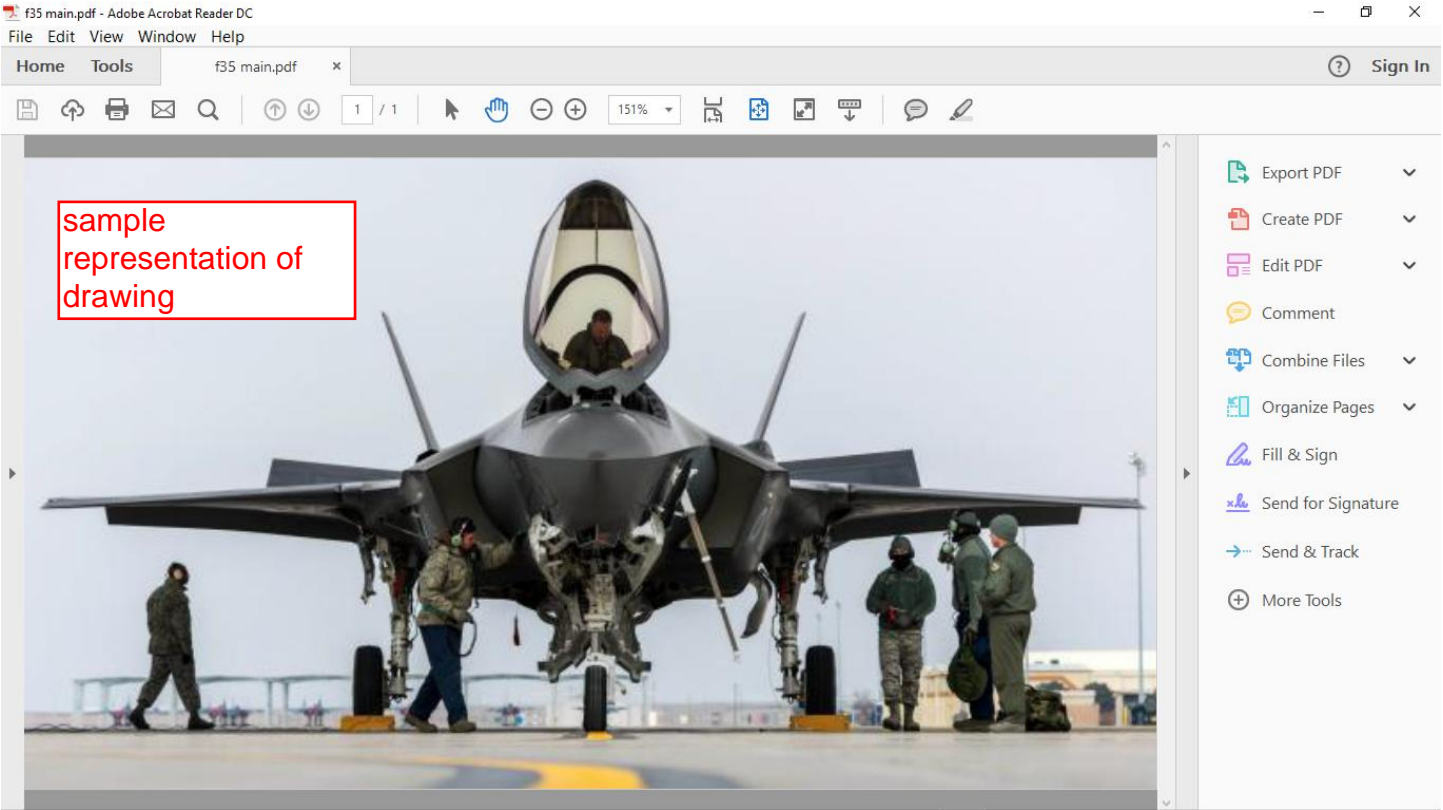 f35 main.pdf - Adobe Acrobat Reader DC
File Edit View Window Help
Home Tools f35 main.pdf × ? Sign In
1 / 1 151%
sample
representation of
drawing
Export PDF
Create PDF
Edit PDF
Comment
Combine Files
Organize Pages
Fill & Sign
Send for Signature
Send & Track
More Tools